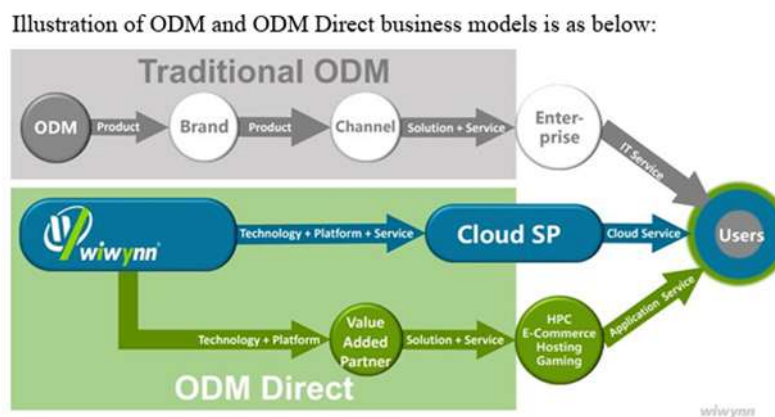 Illustration of ODM and ODM Direct business models is as below:
Traditional ODM
ODM
Product
Brand
Product
Channel
Solution + Service
Enter-
prise
IT Service
wiwynn®
Technology + Platform + Service
Cloud SP
Cloud Service
Users
Technology + Platform
Value
Added
Partner
Solution + Service
HPC
E-Commerce
Hosting
Gaming
Application Service
ODM Direct
wiwynn